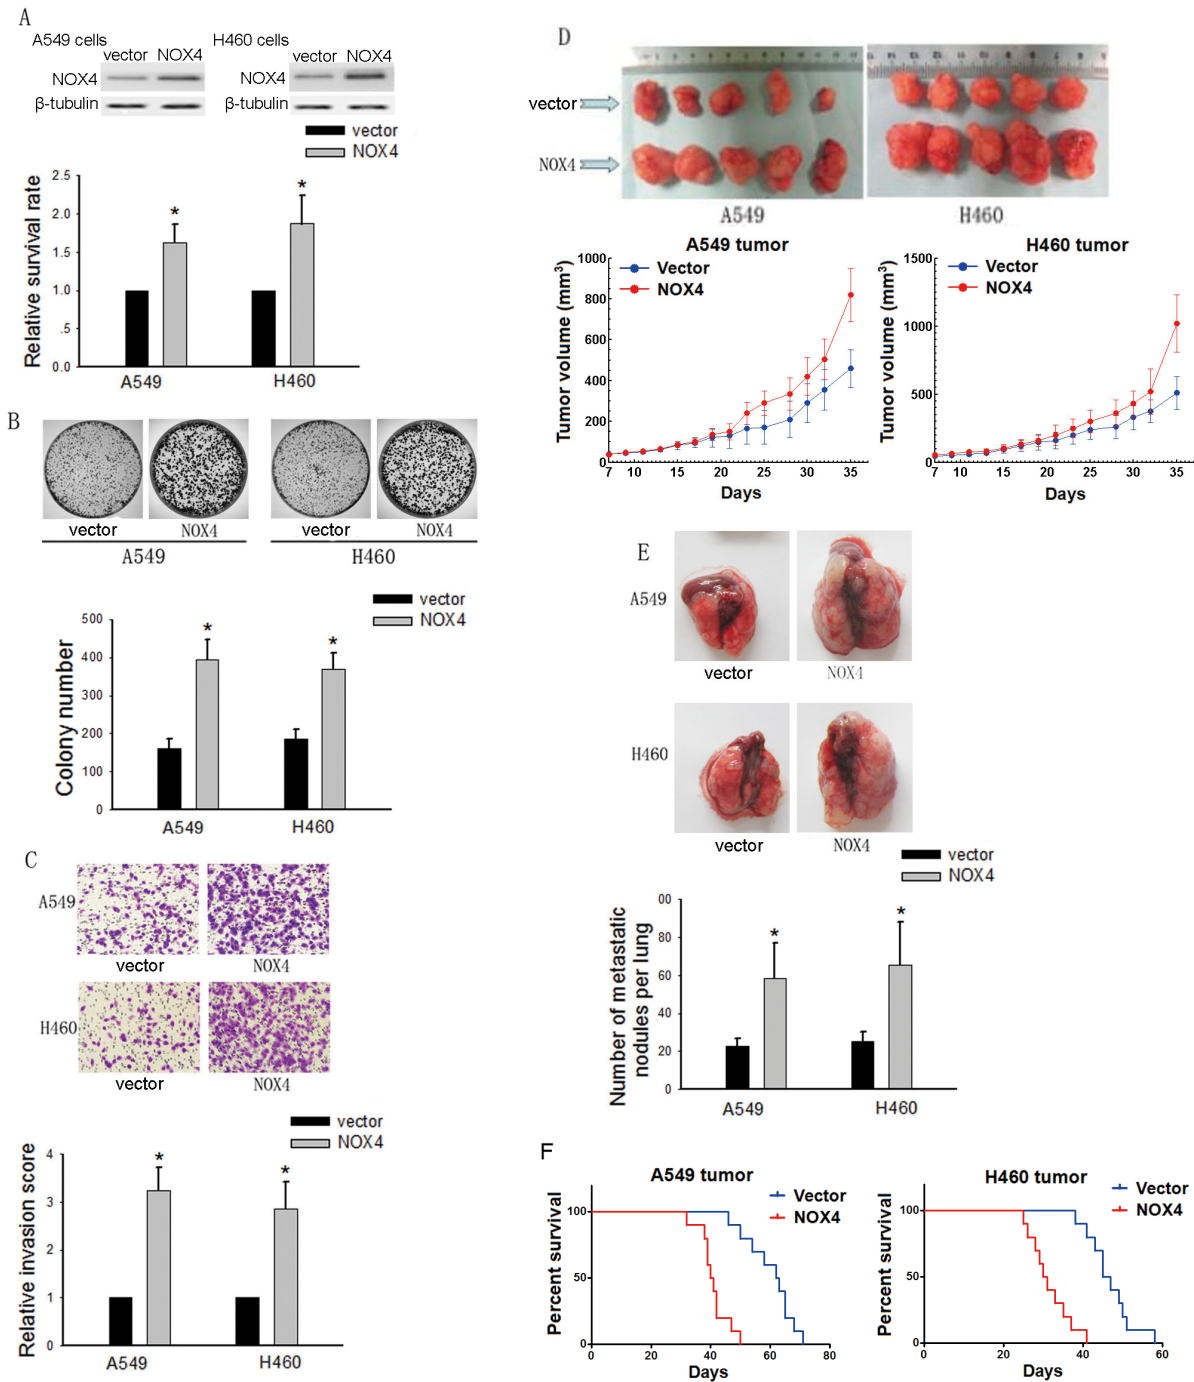 A
A549 cells
H460 cells
vector NOX4
vector NOX4
NOX4
NOX4
β-tubulin
β-tubulin
vector
NOX4
Relative survival rate
2.5
2.0
1.5
1.0
.5
0.0
* *
A549 H460
B
vector NOX4 vector NOX4
A549 H460
vector
NOX4
Colony number
500
400
300
200
100
0
* *
A549 H460
C
A549
vector NOX4
H460
vector NOX4
vector
NOX4
Relative invasion score
4
3
2
1
0
* *
A549 H460
D
vector
NOX4
A549 H460
A549 tumor
Vector
NOX4
Tumor volume (mm³)
1000
800
600
400
200
0
7 10 15 20 25 30 35
Days
H460 tumor
Vector
NOX4
Tumor volume (mm³)
1500
1000
500
0
7 10 15 20 25 30 35
Days
E
A549
vector NOX4
H460
vector NOX4
vector
NOX4
Number of metastatic
nodules per lung
00
80
60
40
20
0
* *
A549 H460
F
A549 tumor
Vector
NOX4
Percent survival
100
50
0
0 20 40 60 80
Days
H460 tumor
Vector
NOX4
Percent survival
100
50
0
0 20 40 60
Days